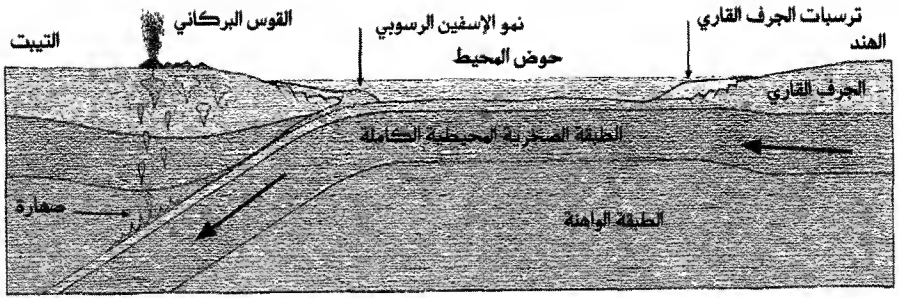 ترسبات الجرف القاري
نمو الإسفين الرسوبي
القوس البركاني
الهند
حوض المحيط
التيبت
الجرف القاري
الطبقة الصخرية المحيطية الكاملة
صهارة
الطبقة الواهنة